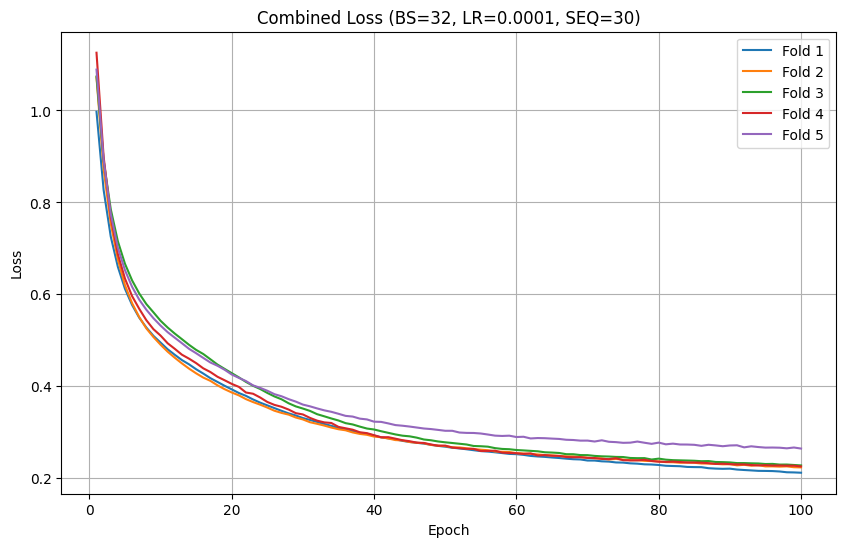 Combined Loss (BS=32, LR=0.0001, SEQ=30)
Fold 1
Fold 2
Fold 3
Fold 4
Fold 5
Loss
1.0
0.8
0.6
0.4
0.2
0 20 40 60 80 100
Epoch